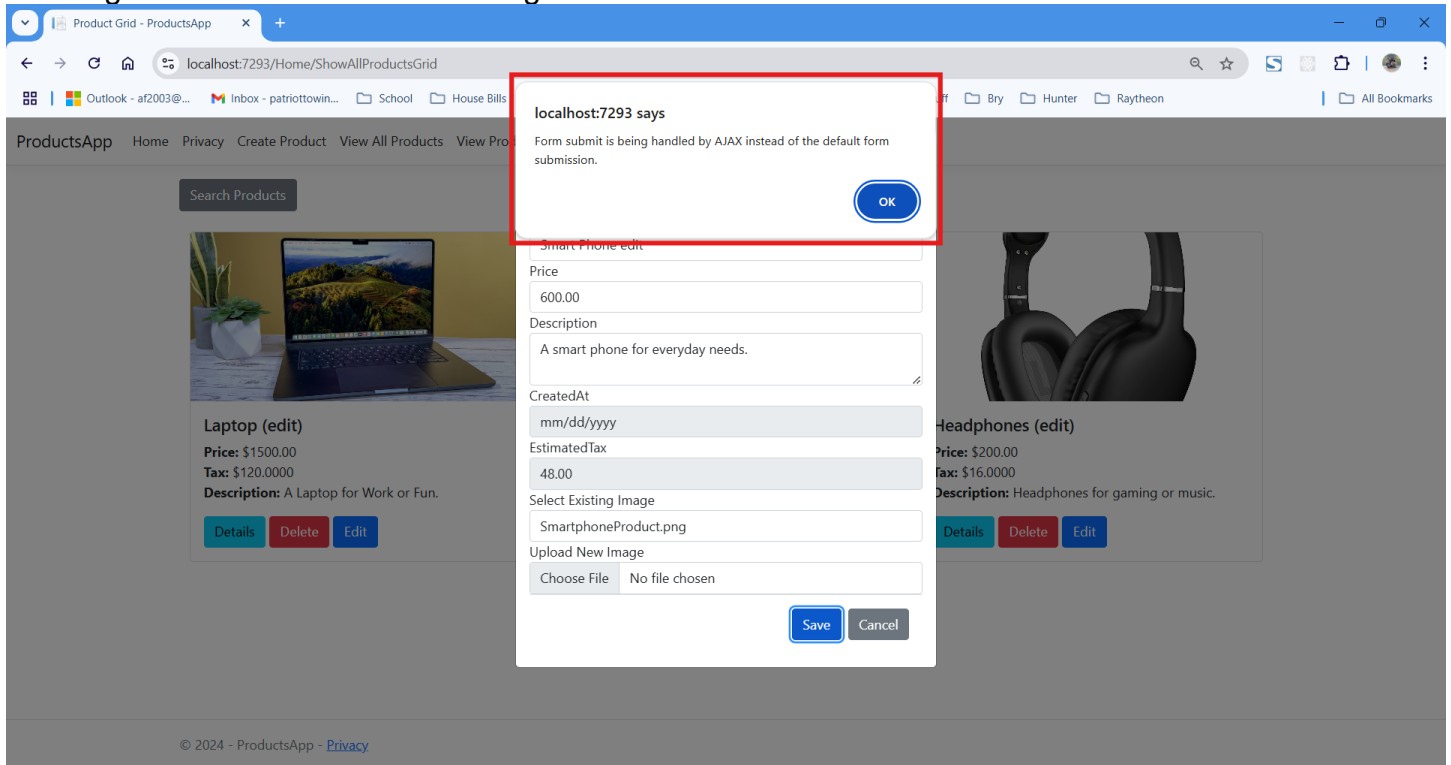 Product Grid - ProductsApp
localhost:7293/Home/ShowAllProductsGrid
Outlook - af2003@... Inbox - patriottowin... School House Bills Bry Hunter Raytheon All Bookmarks
localhost:7293 says
Form submit is being handled by AJAX instead of the default form
submission.
OK
ProductsApp Home Privacy Create Product View All Products View Pro
Search Products
Smart Phone edit
Price
600.00
Description
A smart phone for everyday needs.
CreatedAt
mm/dd/yyyy
EstimatedTax
48.00
Select Existing Image
SmartphoneProduct.png
Upload New Image
Choose File No file chosen
Save Cancel
Laptop (edit)
Price: $1500.00
Tax: $120.0000
Description: A Laptop for Work or Fun.
Details Delete Edit
Headphones (edit)
Price: $200.00
Tax: $16.0000
Description: Headphones for gaming or music.
Details Delete Edit
© 2024 - ProductsApp - Privacy